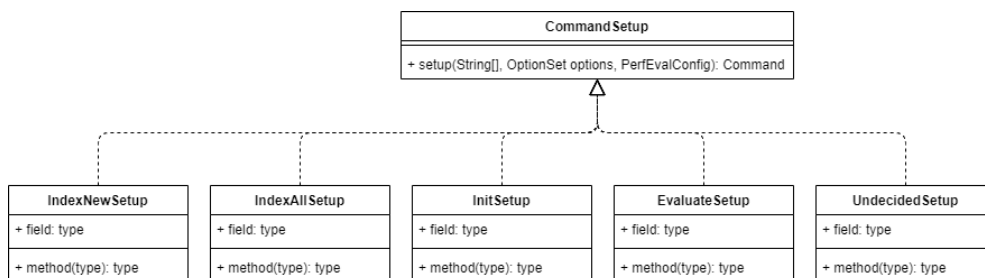 CommandSetup
+ setup(String[], OptionSet options, PerfEvalConfig): Command
IndexNewSetup
+ field: type
+ method(type): type
IndexAllSetup
+ field: type
+ method(type): type
InitSetup
+ field: type
+ method(type): type
EvaluateSetup
+ field: type
+ method(type): type
UndecidedSetup
+ field: type
+ method(type): type